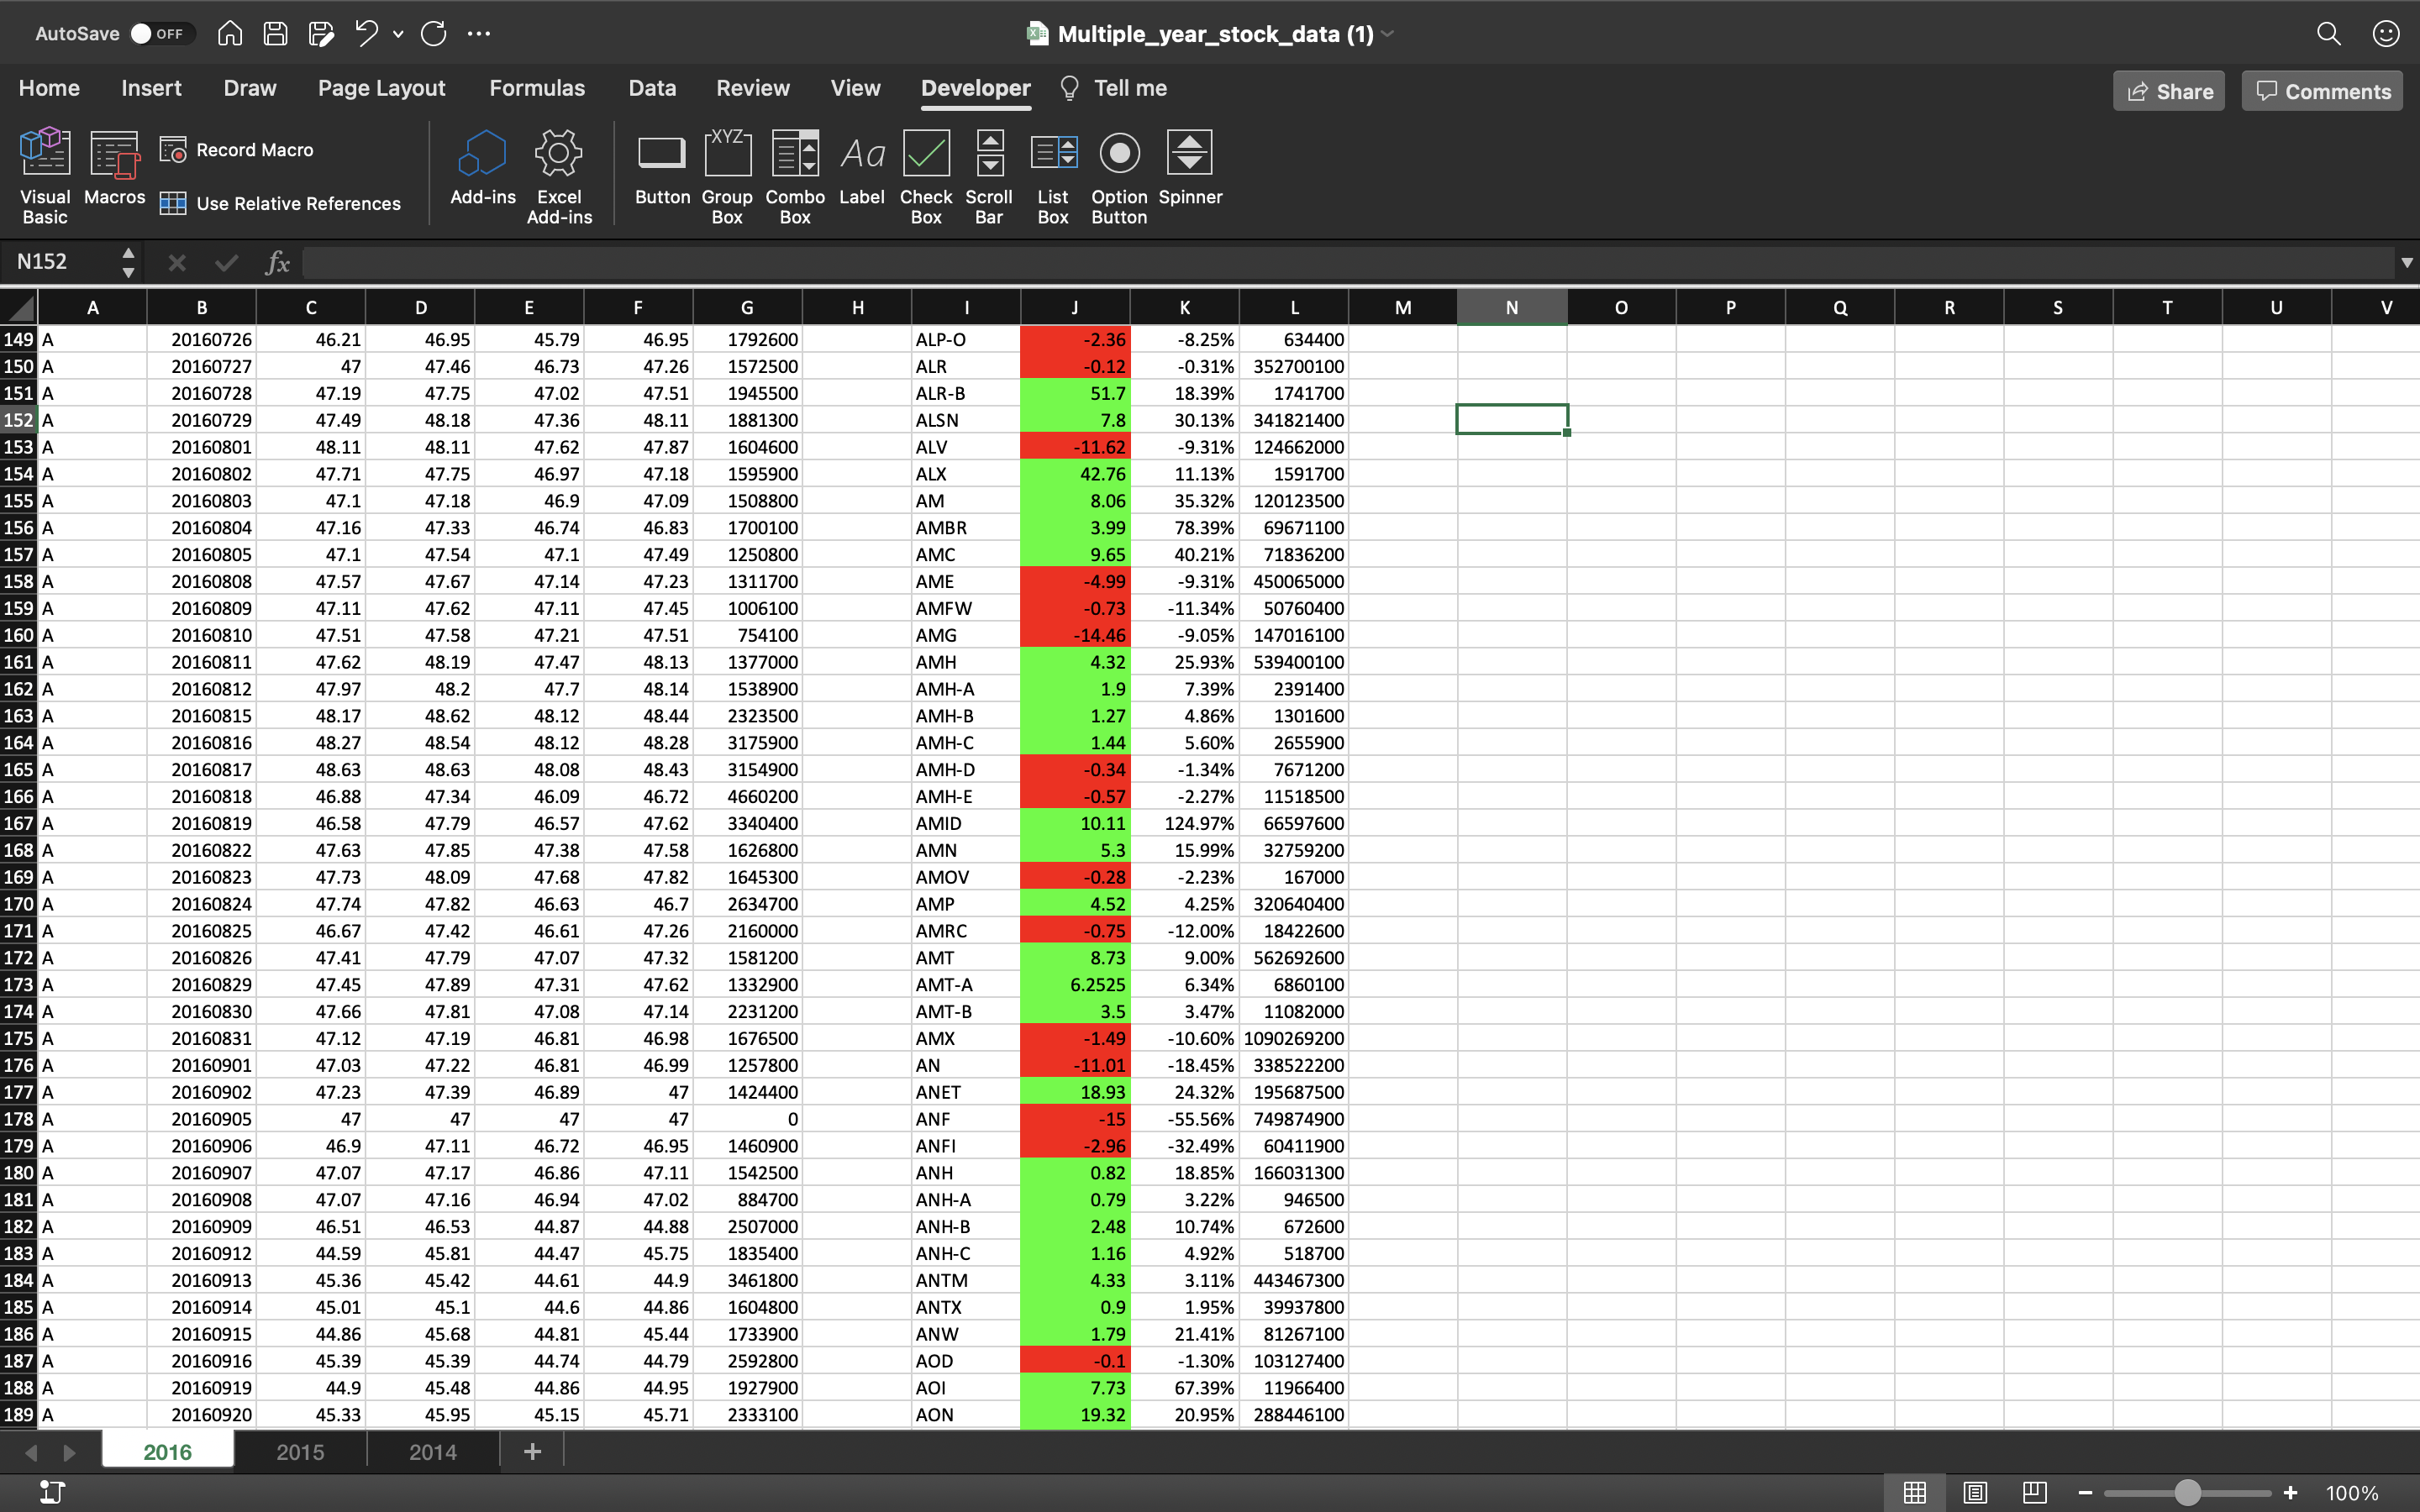 AutoSave OFF
Multiple_year_stock_data (1)
Home Insert Draw Page Layout Formulas Data Review View Developer Tell me Share Comments
Visual Basic Macros Record Macro Use Relative References Add-ins Excel Add-ins Button Group Box Combo Box Label Check Box Scroll Bar List Box Option Button Spinner
XYZ Aa
N152 fx
A B C D E F G H I J K L M N O P Q R S T U V
149 A 20160726 46.21 46.95 45.79 46.95 1792600 ALP-O -2.36 -8.25% 634400
150 A 20160727 47 47.46 46.73 47.26 1572500 ALR -0.12 -0.31% 352700100
151 A 20160728 47.19 47.75 47.02 47.51 1945500 ALR-B 51.7 18.39% 1741700
152 A 20160729 47.49 48.18 47.36 48.11 1881300 ALSN 7.8 30.13% 341821400
153 A 20160801 48.11 48.11 47.62 47.87 1604600 ALV -11.62 -9.31% 124662000
154 A 20160802 47.71 47.75 46.97 47.18 1595900 ALX 42.76 11.13% 1591700
155 A 20160803 47.1 47.18 46.9 47.09 1508800 AM 8.06 35.32% 120123500
156 A 20160804 47.16 47.33 46.74 46.83 1700100 AMBR 3.99 78.39% 69671100
157 A 20160805 47.1 47.54 47.1 47.49 1250800 AMC 9.65 40.21% 71836200
158 A 20160808 47.57 47.67 47.14 47.23 1311700 AME -4.99 -9.31% 450065000
159 A 20160809 47.11 47.62 47.11 47.45 1006100 AMFW -0.73 -11.34% 50760400
160 A 20160810 47.51 47.58 47.21 47.51 754100 AMG -14.46 -9.05% 147016100
161 A 20160811 47.62 48.19 47.47 48.13 1377000 AMH 4.32 25.93% 539400100
162 A 20160812 47.97 48.2 47.7 48.14 1538900 AMH-A 1.9 7.39% 2391400
163 A 20160815 48.17 48.62 48.12 48.44 2323500 AMH-B 1.27 4.86% 1301600
164 A 20160816 48.27 48.54 48.12 48.28 3175900 AMH-C 1.44 5.60% 2655900
165 A 20160817 48.63 48.63 48.08 48.43 3154900 AMH-D -0.34 -1.34% 7671200
166 A 20160818 46.88 47.34 46.09 46.72 4660200 AMH-E -0.57 -2.27% 11518500
167 A 20160819 46.58 47.79 46.57 47.62 3340400 AMID 10.11 124.97% 66597600
168 A 20160822 47.63 47.85 47.38 47.58 1626800 AMN 5.3 15.99% 32759200
169 A 20160823 47.73 48.09 47.68 47.82 1645300 AMOV -0.28 -2.23% 167000
170 A 20160824 47.74 47.82 46.63 46.7 2634700 AMP 4.52 4.25% 320640400
171 A 20160825 46.67 47.42 46.61 47.26 2160000 AMRC -0.75 -12.00% 18422600
172 A 20160826 47.41 47.79 47.07 47.32 1581200 AMT 8.73 9.00% 562692600
173 A 20160829 47.45 47.89 47.31 47.62 1332900 AMT-A 6.2525 6.34% 6860100
174 A 20160830 47.66 47.81 47.08 47.14 2231200 AMT-B 3.5 3.47% 11082000
175 A 20160831 47.12 47.19 46.81 46.98 1676500 AMX -1.49 -10.60% 1090269200
176 A 20160901 47.03 47.22 46.81 46.99 1257800 AN -11.01 -18.45% 338522200
177 A 20160902 47.23 47.39 46.89 47 1424400 ANET 18.93 24.32% 195687500
178 A 20160905 47 47 47 47 0 ANF -15 -55.56% 749874900
179 A 20160906 46.9 47.11 46.72 46.95 1460900 ANFI -2.96 -32.49% 60411900
180 A 20160907 47.07 47.17 46.86 47.11 1542500 ANH 0.82 18.85% 166031300
181 A 20160908 47.07 47.16 46.94 47.02 884700 ANH-A 0.79 3.22% 946500
182 A 20160909 46.51 46.53 44.87 44.88 2507000 ANH-B 2.48 10.74% 672600
183 A 20160912 44.59 45.81 44.47 45.75 1835400 ANH-C 1.16 4.92% 518700
184 A 20160913 45.36 45.42 44.61 44.9 3461800 ANTM 4.33 3.11% 443467300
185 A 20160914 45.01 45.1 44.6 44.86 1604800 ANTX 0.9 1.95% 39937800
186 A 20160915 44.86 45.68 44.81 45.44 1733900 ANW 1.79 21.41% 81267100
187 A 20160916 45.39 45.39 44.74 44.79 2592800 AOD -0.1 -1.30% 103127400
188 A 20160919 44.9 45.48 44.86 44.95 1927900 AOI 7.73 67.39% 11966400
189 A 20160920 45.33 45.95 45.15 45.71 2333100 AON 19.32 20.95% 288446100
2016 2015 2014 +
100%